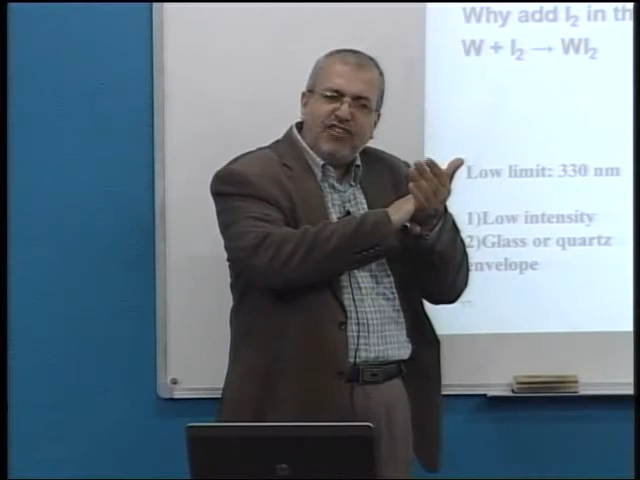 Why add I₂ in th
W + I₂ → WI₂
Low limit: 330 nm
1)Low intensity
2)Glass or quartz
envelope